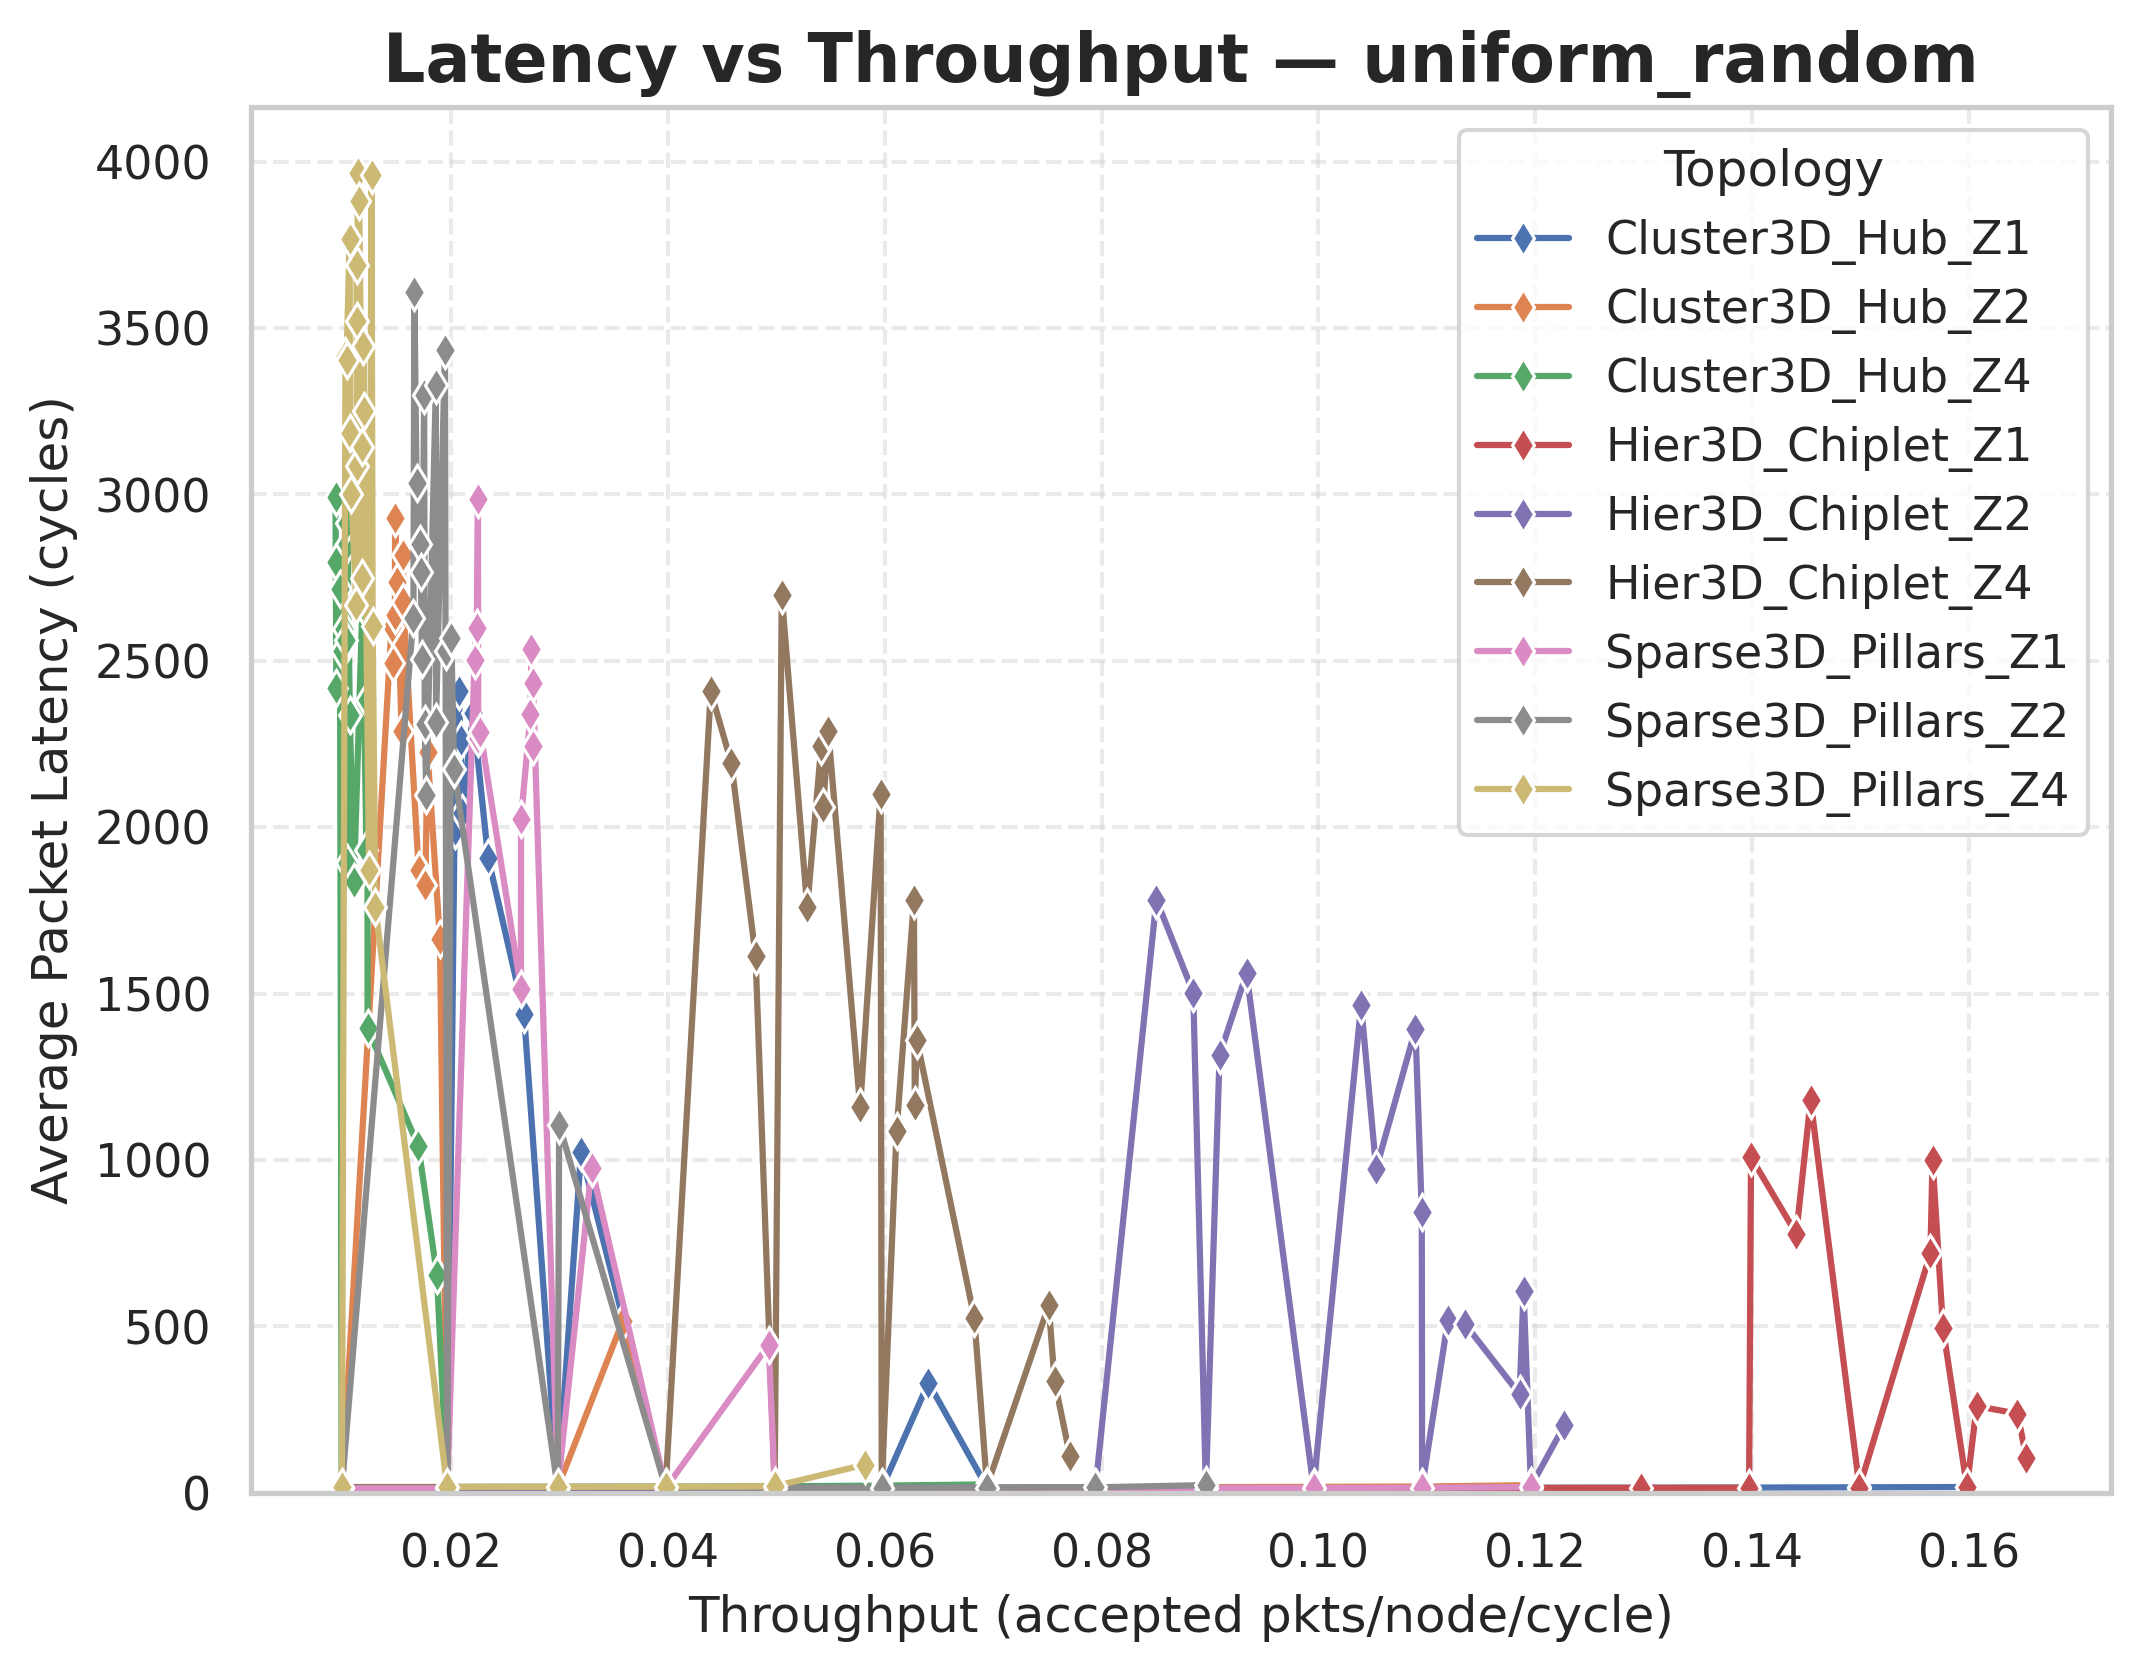 Latency vs Throughput — uniform_random
Average Packet Latency (cycles)
4000
3500
3000
2500
2000
1500
1000
500
0
Topology
Cluster3D_Hub_Z1
Cluster3D_Hub_Z2
Cluster3D_Hub_Z4
Hier3D_Chiplet_Z1
Hier3D_Chiplet_Z2
Hier3D_Chiplet_Z4
Sparse3D_Pillars_Z1
Sparse3D_Pillars_Z2
Sparse3D_Pillars_Z4
0.02 0.04 0.06 0.08 0.10 0.12 0.14 0.16
Throughput (accepted pkts/node/cycle)